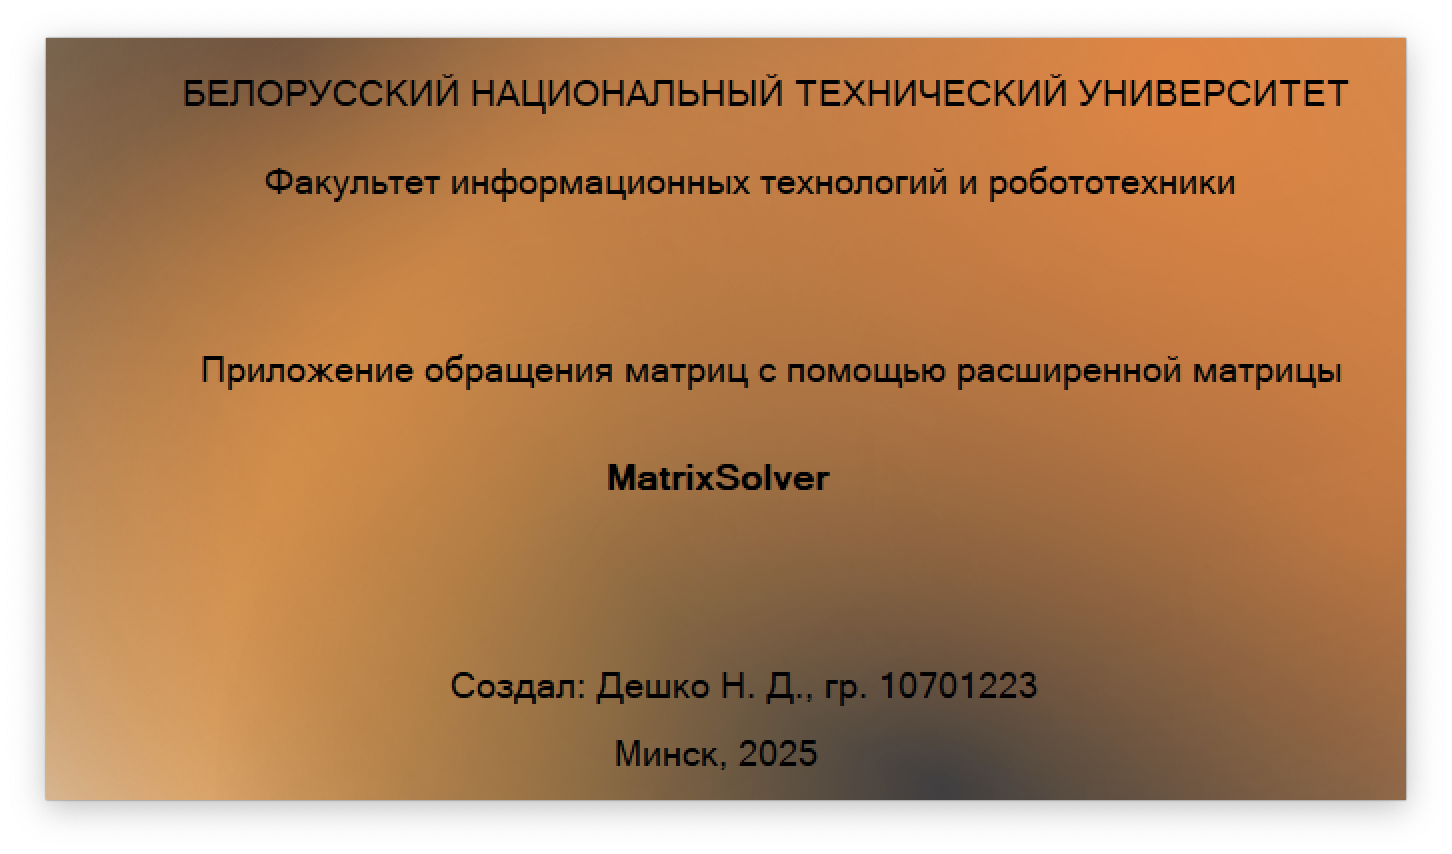 БЕЛОРУССКИЙ НАЦИОНАЛЬНЫЙ ТЕХНИЧЕСКИЙ УНИВЕРСИТЕТ
Факультет информационных технологий и робототехники
Приложение обращения матриц с помощью расширенной матрицы
MatrixSolver
Создал: Дешко Н. Д., гр. 10701223
Минск, 2025